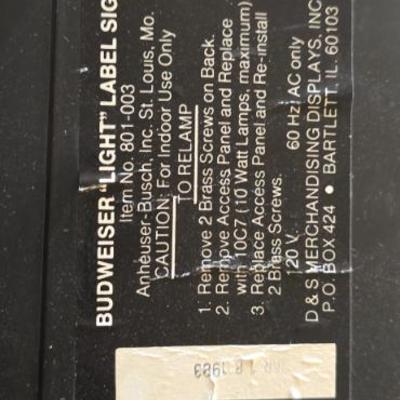 BUDWEISER "LIGHT" LABEL SIG
Item No. 801-003
Anheuser-Busch, Inc. St. Louis, Mo.
CAUTION: For Indoor Use Only
TO RELAMP
1. Remove 2 Brass Screws on Back.
2. Remove Access Panel and Replace
with 10C7 (10 Watt Lamps, maximum)
3. Replace Access Panel and Re-install
2 Brass Screws.
20 V. 60 Hz. AC only
D & S MERCHANDISING DISPLAYS, INC
P.O. BOX 424 • BARTLETT, IL 60103
1983